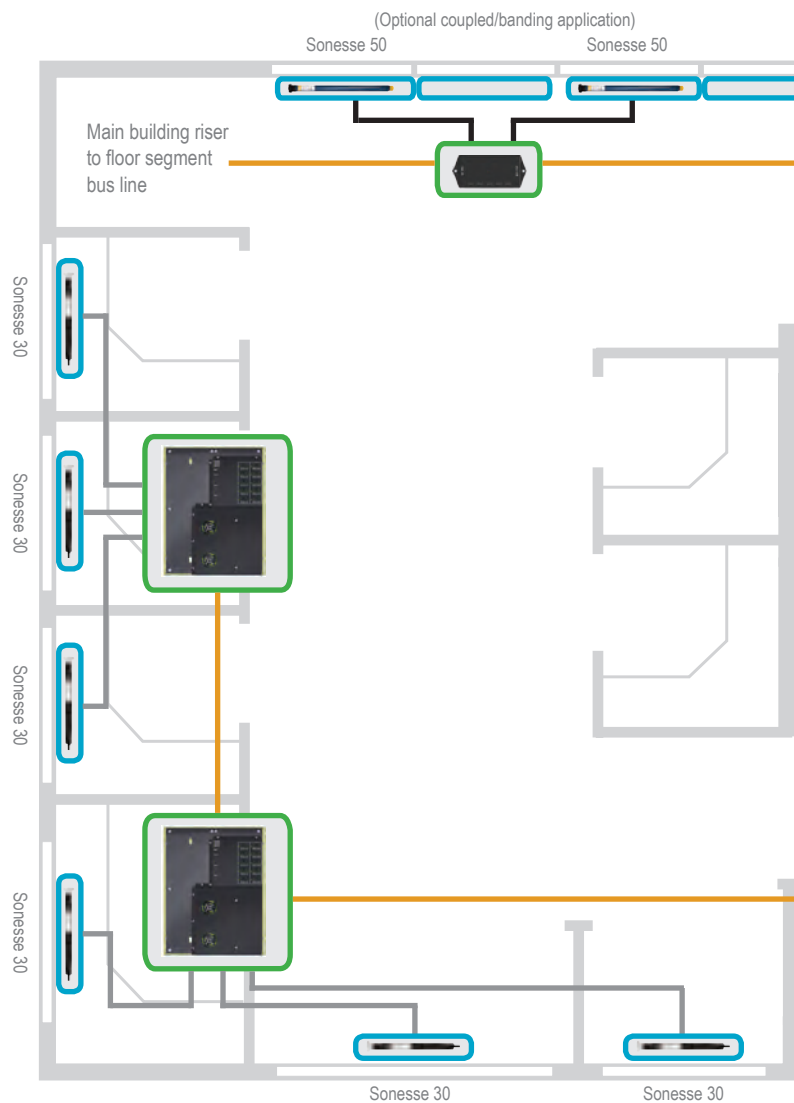 (Optional coupled/banding application)
Sonesse 50
Sonesse 50
Main building riser
to floor segment
bus line
Sonesse 30
Sonesse 30
Sonesse 30
Sonesse 30
Sonesse 30
Sonesse 30